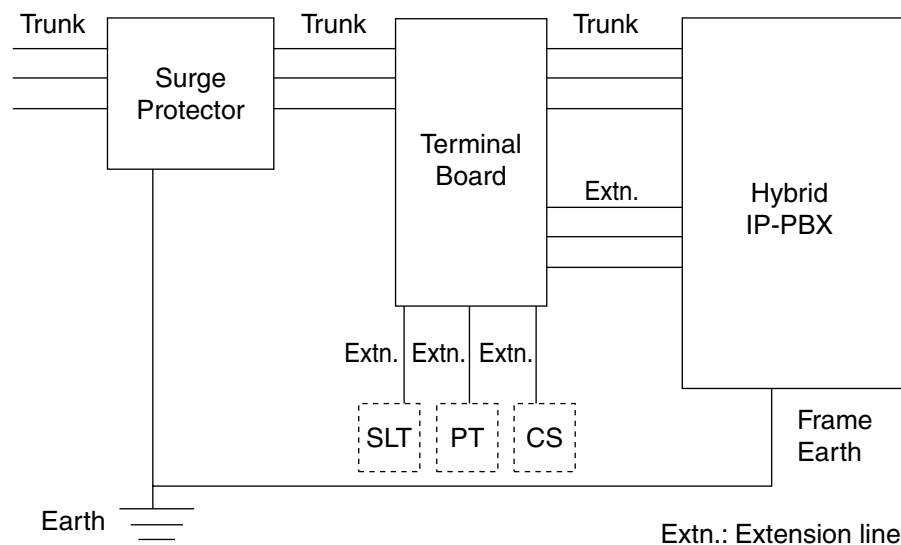 Trunk
Trunk
Trunk
Surge
Protector
Terminal
Board
Extn.
Hybrid
IP-PBX
Extn.
Extn.
Extn.
SLT
PT
CS
Frame
Earth
Earth
Extn.: Extension line